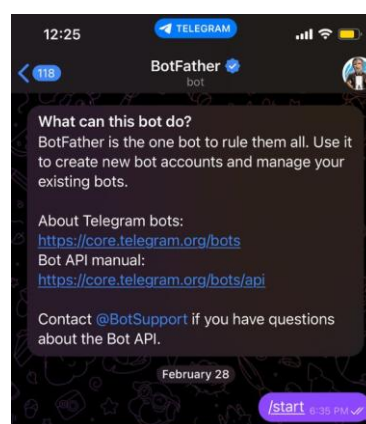 12:25
TELEGRAM
118
BotFather
bot
What can this bot do?
BotFather is the one bot to rule them all. Use it
to create new bot accounts and manage your
existing bots.
About Telegram bots:
https://core.telegram.org/bots
Bot API manual:
https://core.telegram.org/bots/api
Contact @BotSupport if you have questions
about the Bot API.
February 28
/start 6:35 PM